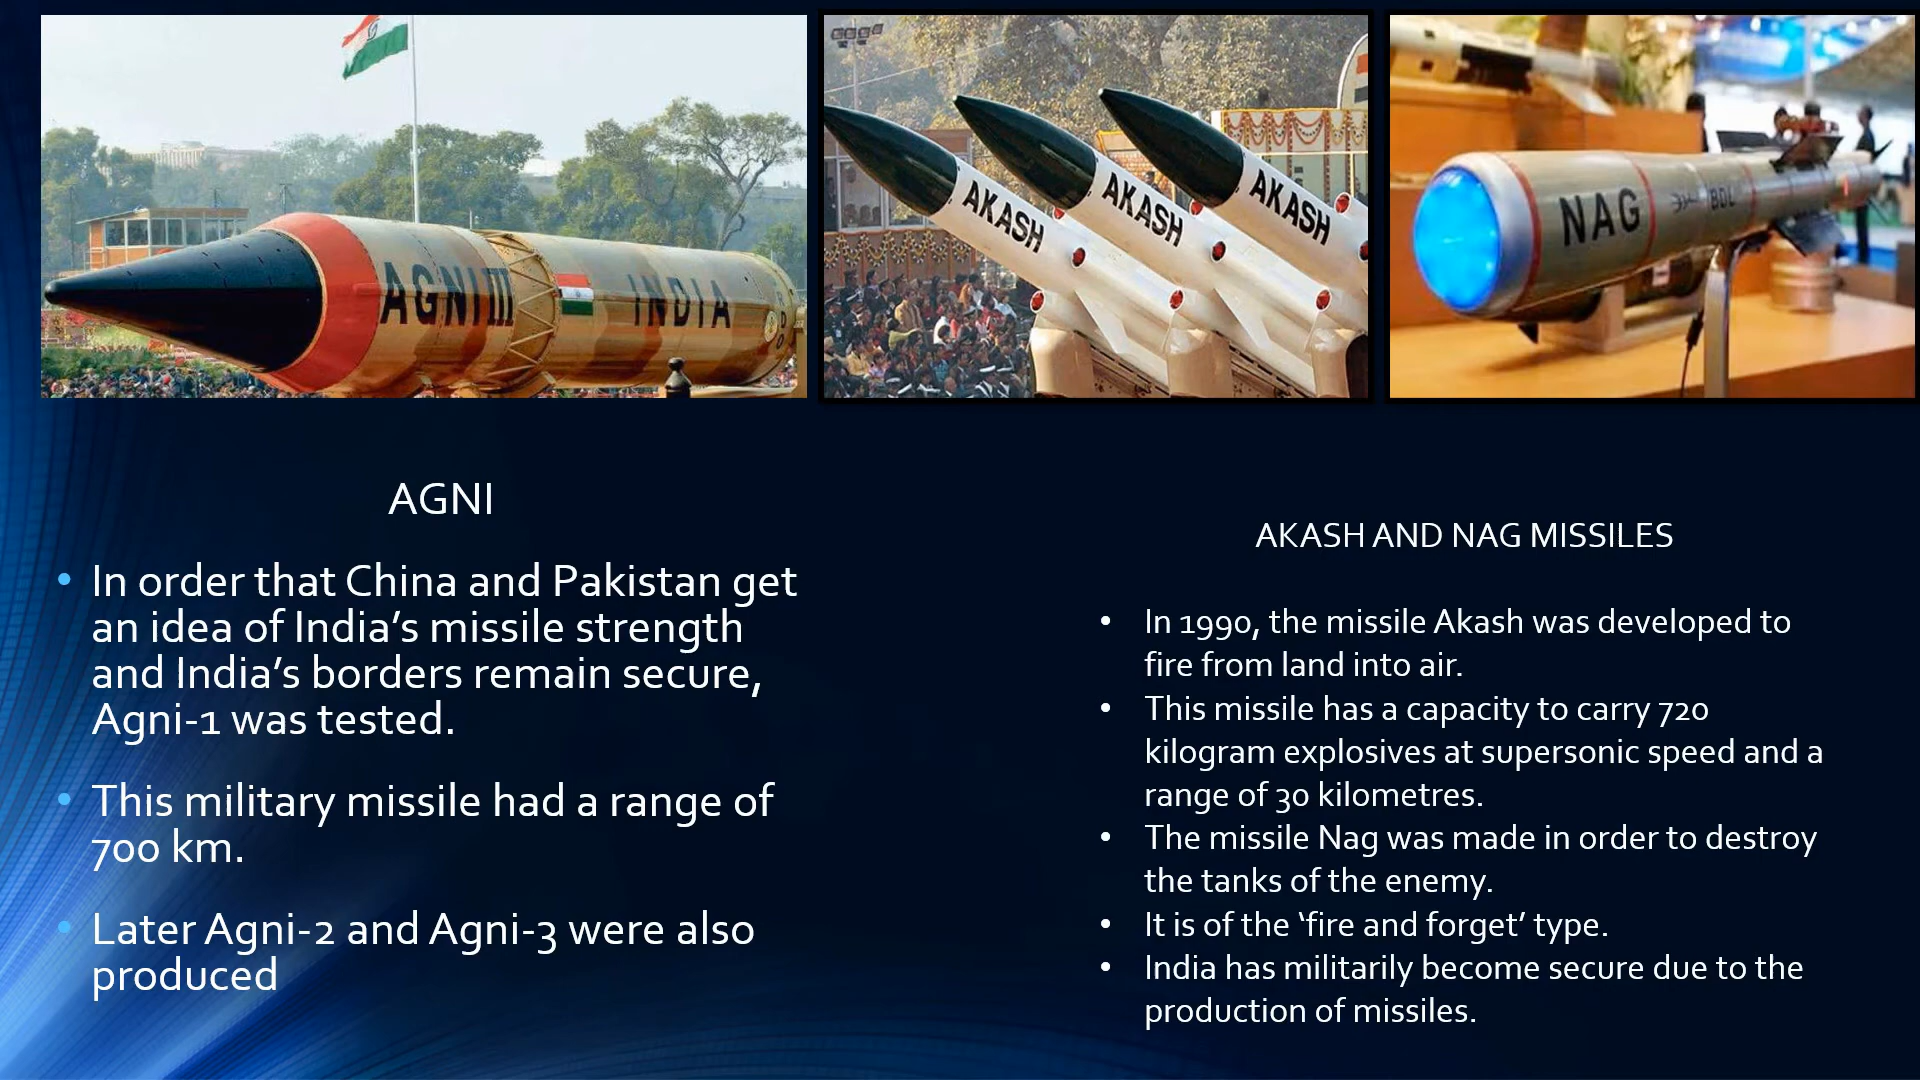 AGNI III
INDIA
AKASH
AKASH
AKASH
NAG
BDL
AGNI
• In order that China and Pakistan get
an idea of India’s missile strength
and India’s borders remain secure,
Agni-1 was tested.
• This military missile had a range of
700 km.
• Later Agni-2 and Agni-3 were also
produced
AKASH AND NAG MISSILES
• In 1990, the missile Akash was developed to
fire from land into air.
• This missile has a capacity to carry 720
kilogram explosives at supersonic speed and a
range of 30 kilometres.
• The missile Nag was made in order to destroy
the tanks of the enemy.
• It is of the ‘fire and forget’ type.
• India has militarily become secure due to the
production of missiles.